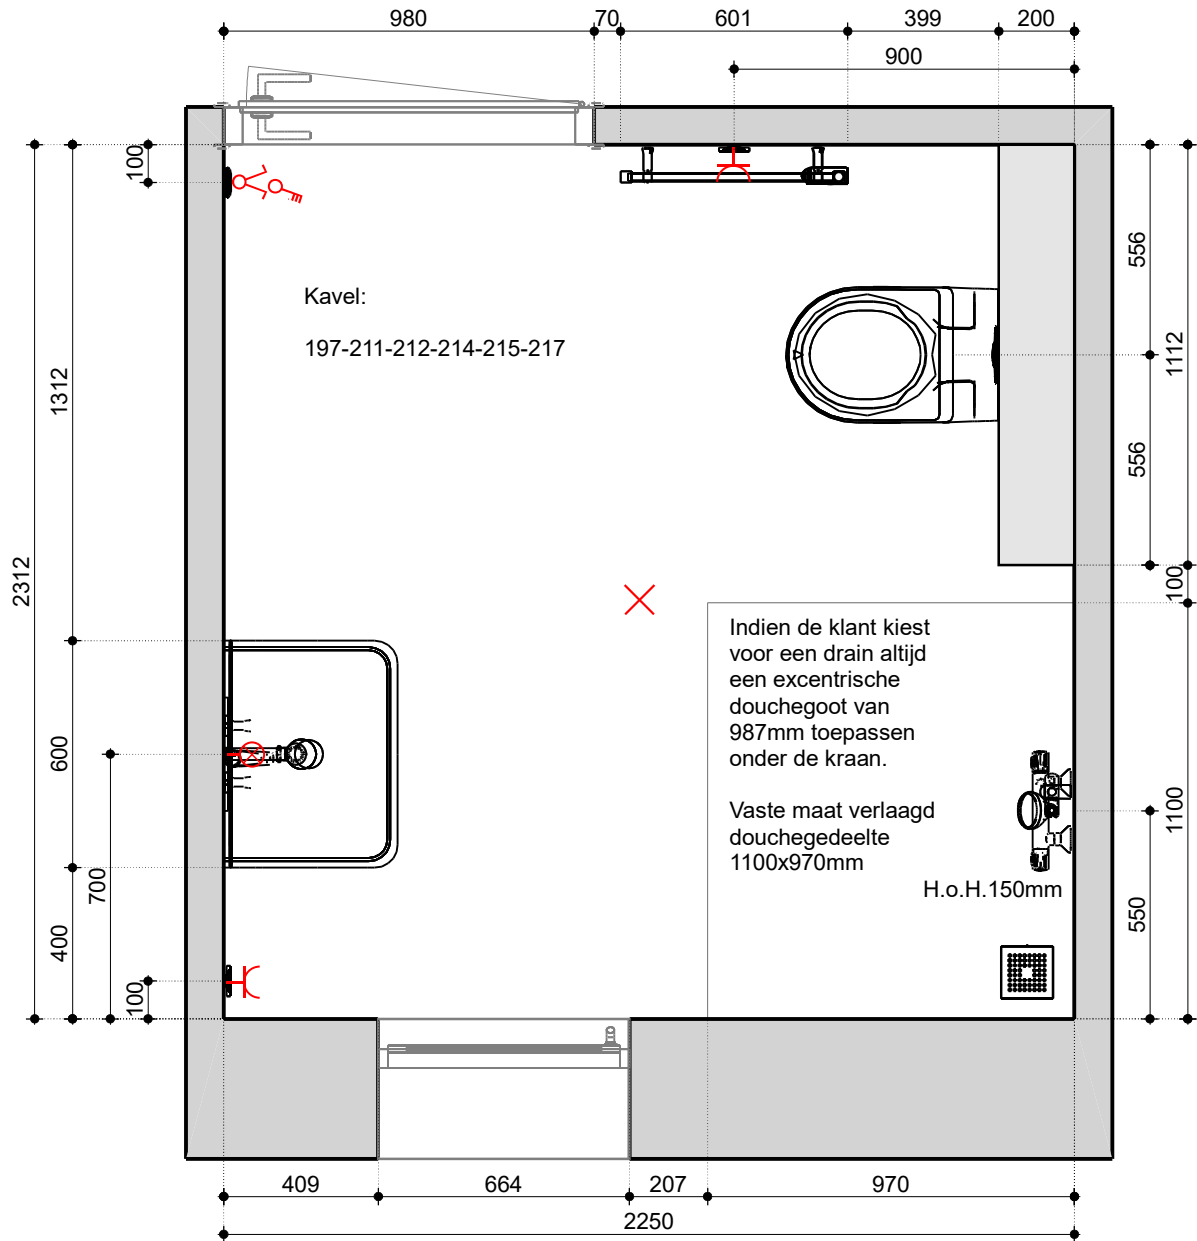 980
70
601
399
200
900
100
556
Kavel:
197-211-212-214-215-217
1112
1312
556
2312
100
Indien de klant kiest
voor een drain altijd
een excentrische
douchegoot van
987mm toepassen
onder de kraan.
600
Vaste maat verlaagd
douchegedeelte
1100x970mm
1100
700
H.o.H.150mm
550
400
100
409
664
207
970
2250